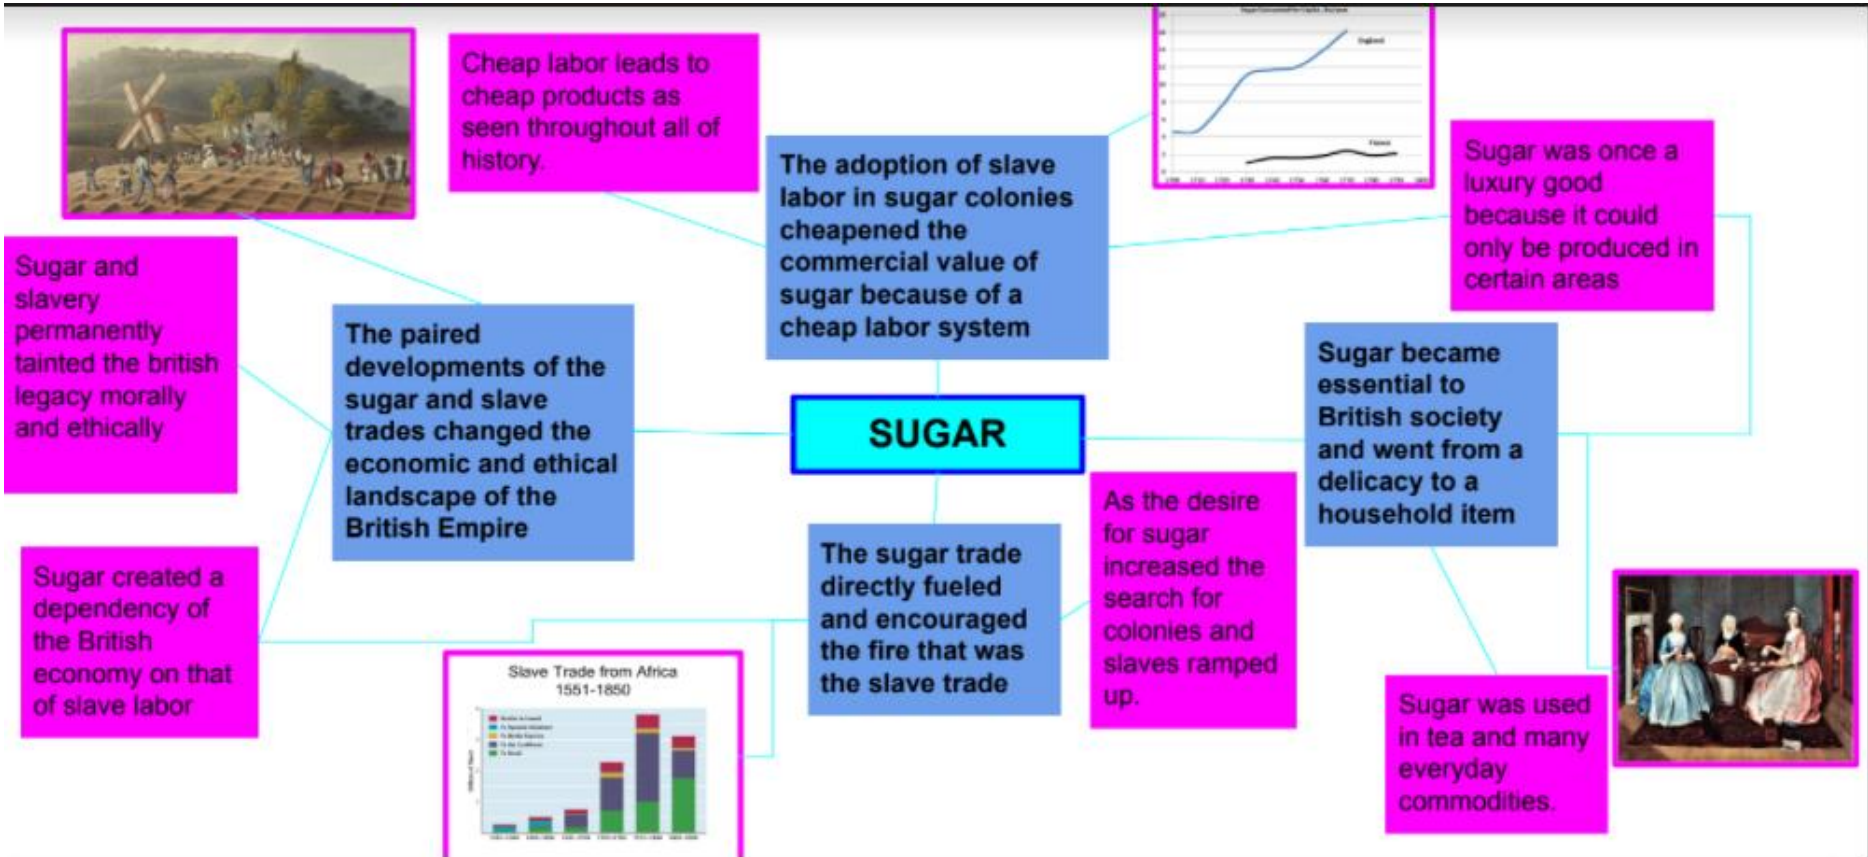 Cheap labor leads to
cheap products as
seen throughout all of
history.
England
France
The adoption of slave
labor in sugar colonies
cheapened the
commercial value of
sugar because of a
cheap labor system
Sugar was once a
luxury good
because it could
only be produced in
certain areas
Sugar and
slavery
permanently
tainted the british
legacy morally
and ethically
The paired
developments of the
sugar and slave
trades changed the
economic and ethical
landscape of the
British Empire
SUGAR
Sugar became
essential to
British society
and went from a
delicacy to a
household item
Sugar created a
dependency of
the British
economy on that
of slave labor
The sugar trade
directly fueled
and encouraged
the fire that was
the slave trade
As the desire
for sugar
increased the
search for
colonies and
slaves ramped
up.
Slave Trade from Africa
1551-1850
Sugar was used
in tea and many
everyday
commodities.